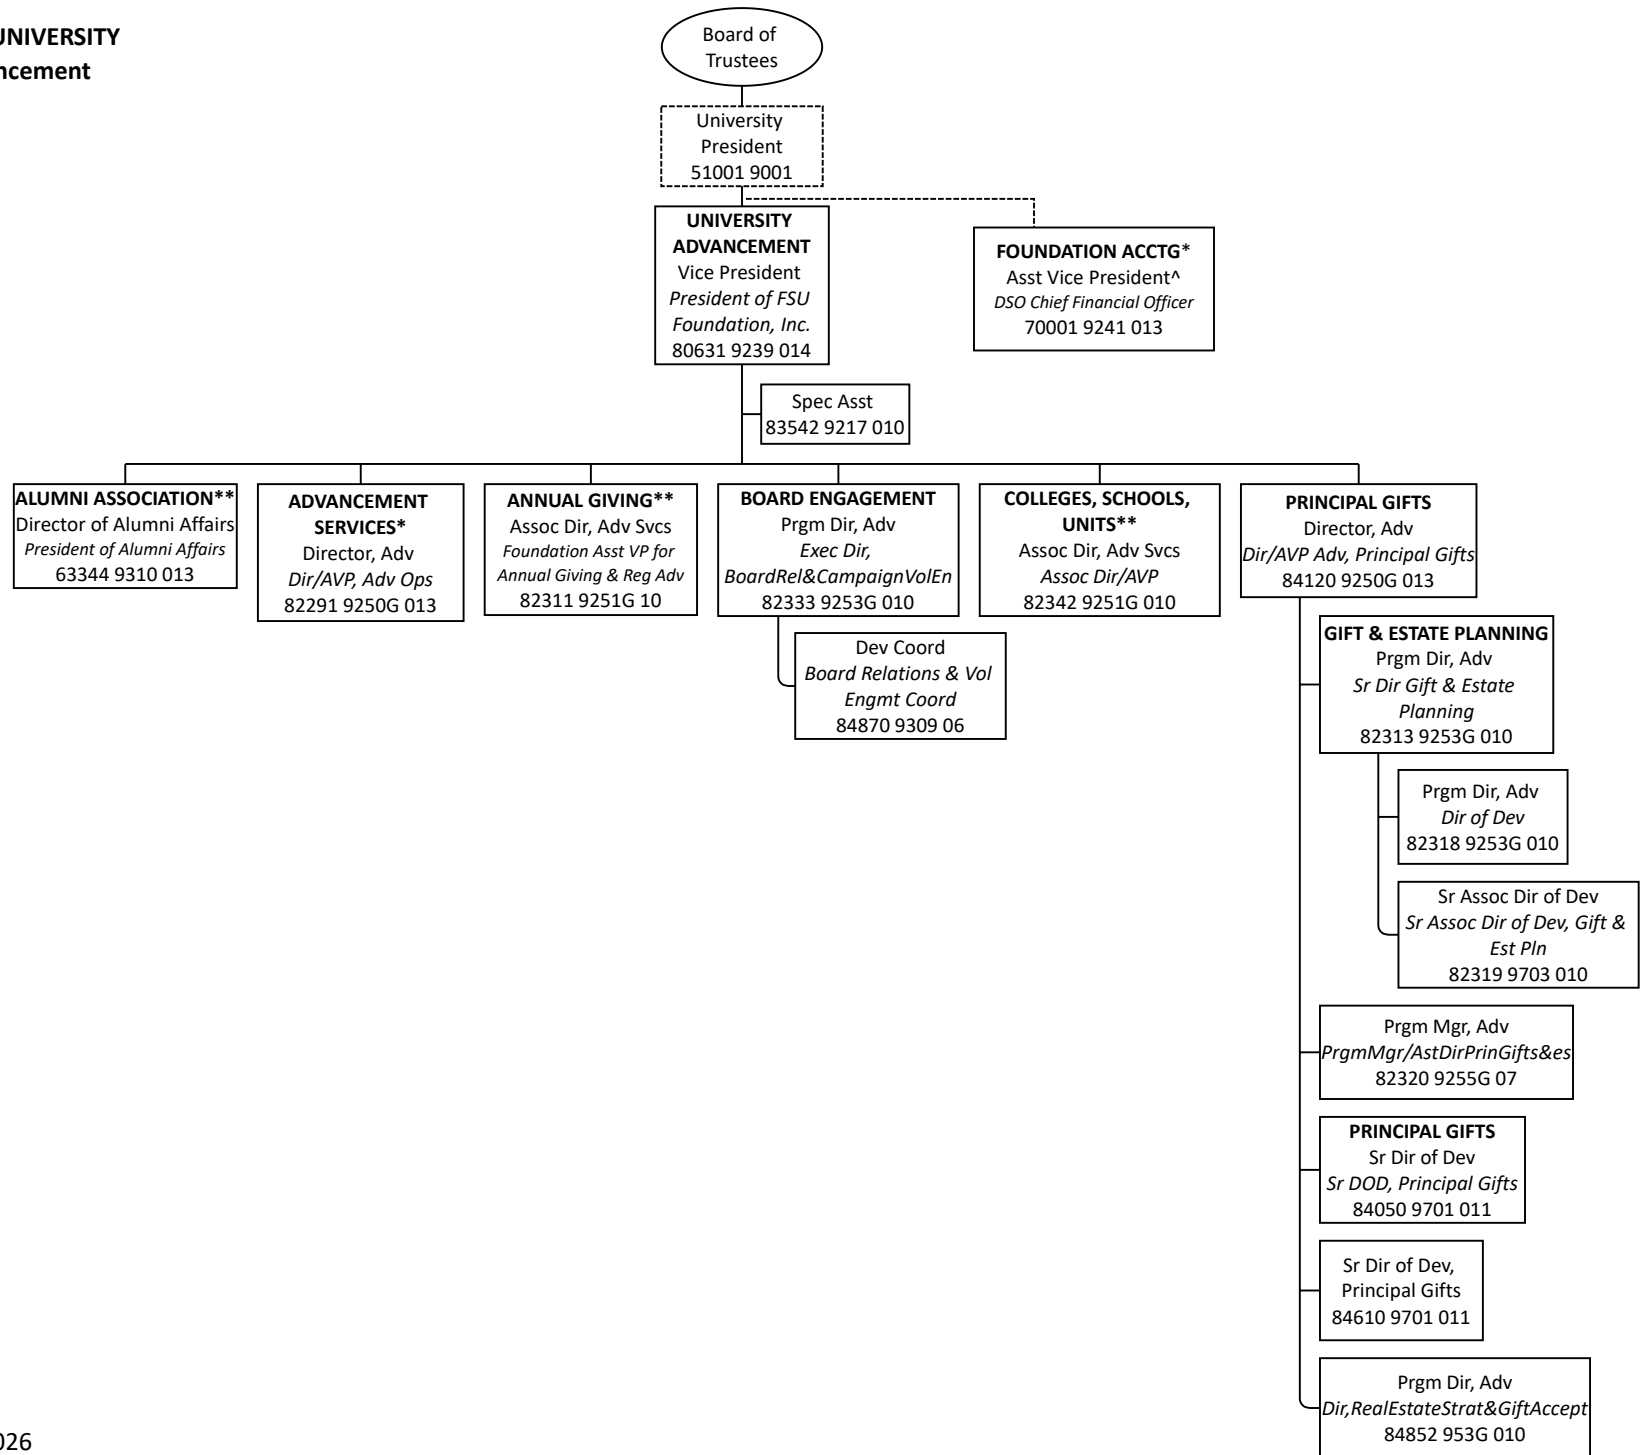 UNIVERSITY
ncement
Board of
Trustees
University
President
51001 9001
UNIVERSITY
ADVANCEMENT
Vice President
President of FSU
Foundation, Inc.
80631 9239 014
FOUNDATION ACCTG*
Asst Vice President^
DSO Chief Financial Officer
70001 9241 013
Spec Asst
83542 9217 010
ALUMNI ASSOCIATION**
Director of Alumni Affairs
President of Alumni Affairs
63344 9310 013
ADVANCEMENT
SERVICES*
Director, Adv
Dir/AVP, Adv Ops
82291 9250G 013
ANNUAL GIVING**
Assoc Dir, Adv Svcs
Foundation Asst VP for
Annual Giving & Reg Adv
82311 9251G 10
BOARD ENGAGEMENT
Prgm Dir, Adv
Exec Dir,
BoardRel&CampaignVolEn
82333 9253G 010
Dev Coord
Board Relations & Vol
Engmt Coord
84870 9309 06
COLLEGES, SCHOOLS,
UNITS**
Assoc Dir, Adv Svcs
Assoc Dir/AVP
82342 9251G 010
PRINCIPAL GIFTS
Director, Adv
Dir/AVP Adv, Principal Gifts
84120 9250G 013
GIFT & ESTATE PLANNING
Prgm Dir, Adv
Sr Dir Gift & Estate
Planning
82313 9253G 010
Prgm Dir, Adv
Dir of Dev
82318 9253G 010
Sr Assoc Dir of Dev
Sr Assoc Dir of Dev, Gift &
Est Pln
82319 9703 010
Prgm Mgr, Adv
PrgmMgr/AstDirPrinGifts&es
82320 9255G 07
PRINCIPAL GIFTS
Sr Dir of Dev
Sr DOD, Principal Gifts
84050 9701 011
Sr Dir of Dev,
Principal Gifts
84610 9701 011
Prgm Dir, Adv
Dir,RealEstateStrat&GiftAccept
84852 953G 010
026